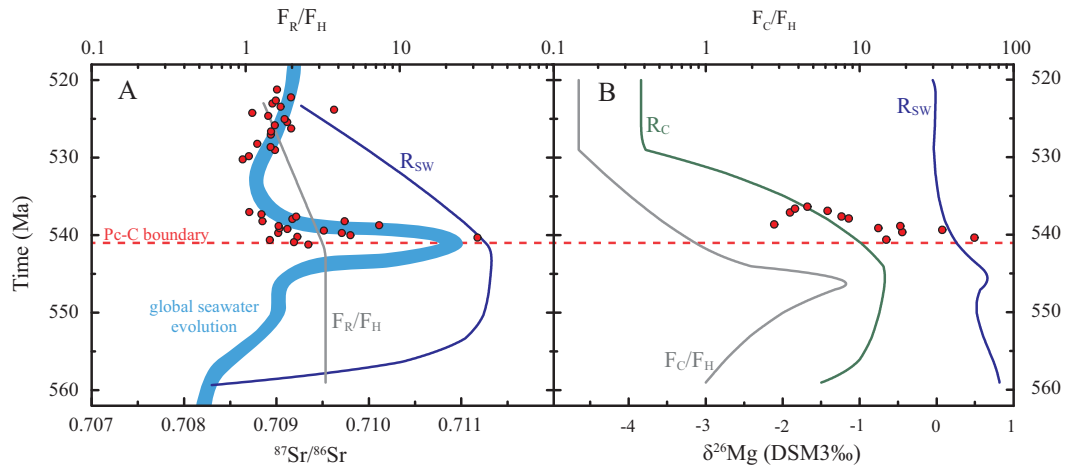 F_R/F_H
F_C/F_H
0.1 1 10 0.1 1 10 100
A
B
520
530
540
550
560
520
530
540
550
560
Time (Ma)
R_SW
R_C
R_SW
Pc-C boundary
global seawater
evolution
F_R/F_H
F_C/F_H
0.707 0.708 0.709 0.710 0.711 -4 -3 -2 -1 0 1
⁸⁷Sr/⁸⁶Sr
δ²⁶Mg (DSM3‰)